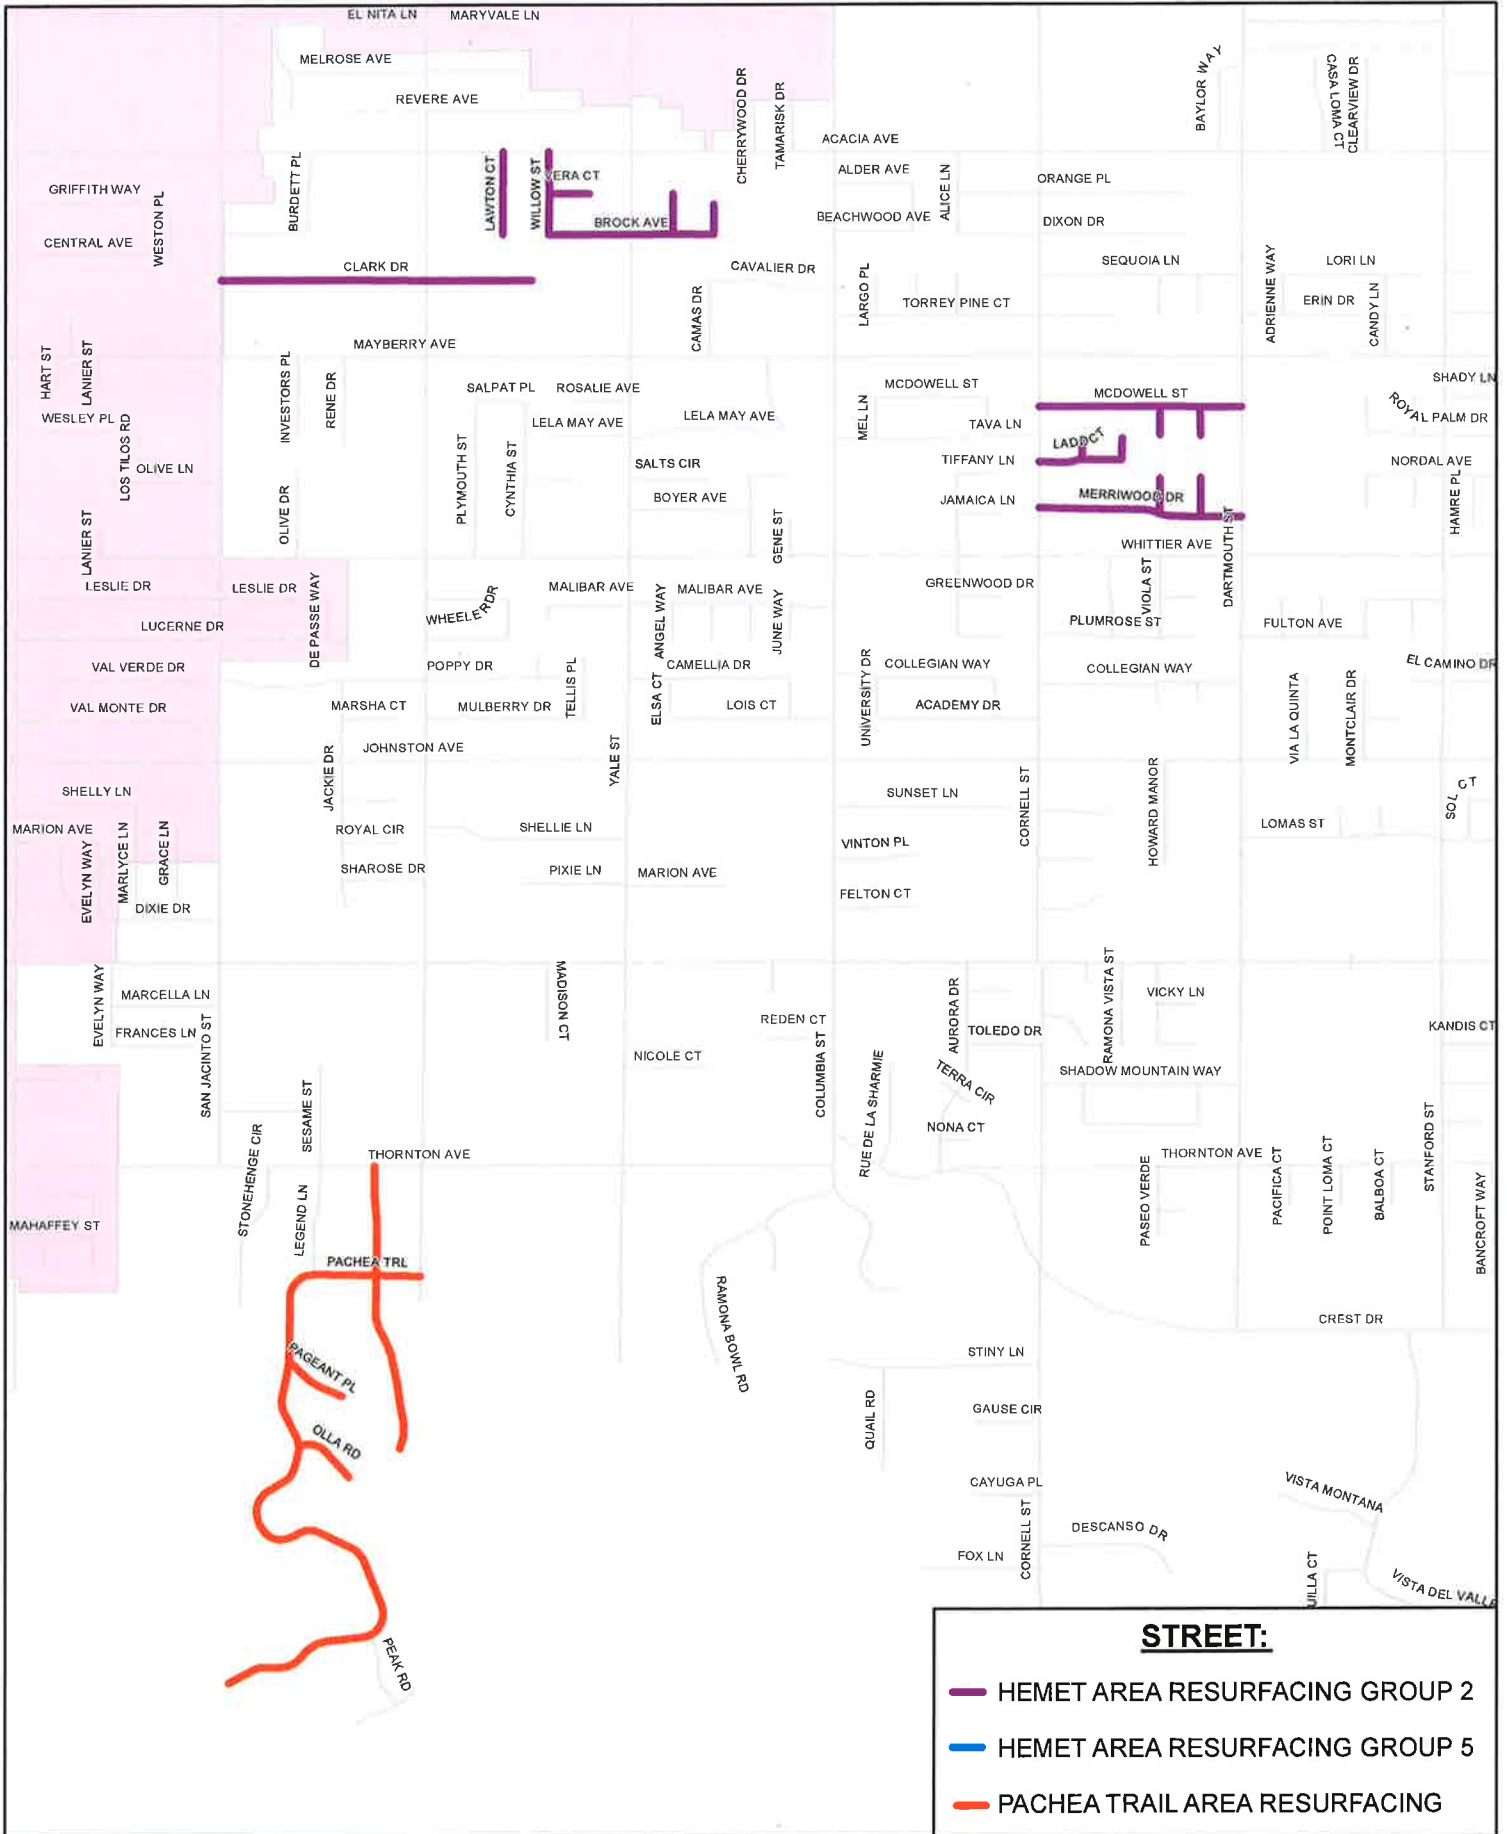 EL NITA LN
MARYVALE LN
MELROSE AVE
REVERE AVE
CHERRYWOOD DR
TAMARISK DR
BAYLOR WAY
CASA LOMA CT
CLEARVIEW DR
ACACIA AVE
ALDER AVE
ALICE LN
ORANGE PL
GRIFFITH WAY
WESTON PL
BURDETT PL
LAWTON CT
WILLOW ST
VERA CT
BROCK AVE
BEACHWOOD AVE
DIXON DR
CENTRAL AVE
CLARK DR
CAVALIER DR
SEQUOIA LN
ADRIENNE WAY
LORI LN
CAMAS DR
LARGO PL
TORREY PINE CT
ERIN DR
CANDY LN
MAYBERRY AVE
HART ST
LANIER ST
INVESTORS PL
RENE DR
SALPAT PL
ROSALIE AVE
MCDOWELL ST
MCDOWELL ST
SHADY LN
WESLEY PL
LOS TILOS RD
LELA MAY AVE
LELA MAY AVE
MEL LN
TAVA LN
ROYAL PALM DR
LADD CT
OLIVE LN
PLYMOUTH ST
CYNTHIA ST
SALTS CIR
TIFFANY LN
NORDAL AVE
BOYER AVE
JAMAICA LN
MERRIWOOD DR
HAMRE PL
LANIER ST
OLIVE DR
GENE ST
WHITTIER AVE
DARTMOUTH ST
LESLIE DR
LESLIE DR
DE PASSE WAY
WHEELER DR
MALIBAR AVE
MALIBAR AVE
ANGEL WAY
JUNE WAY
GREENWOOD DR
VIOLA ST
LUCERNE DR
PLUMROSE ST
FULTON AVE
VAL VERDE DR
POPPY DR
TELLIS PL
CAMELLIA DR
UNIVERSITY DR
COLLEGIAN WAY
COLLEGIAN WAY
EL CAMINO DR
VAL MONTE DR
MARSHA CT
MULBERRY DR
ELSA CT
LOIS CT
ACADEMY DR
VIA LA QUINTA
MONTCLAIR DR
JOHNSTON AVE
JACKIE DR
YALE ST
SHELLY LN
SUNSET LN
CORNELL ST
HOWARD MANOR
SOL CT
MARION AVE
EVELYN WAY
MARLYCE LN
GRACE LN
ROYAL CIR
SHELLIE LN
VINTON PL
LOMAS ST
SHAROSE DR
PIXIE LN
MARION AVE
FELTON CT
DIXIE DR
EVELYN WAY
MARCELLA LN
MADISON CT
AURORA DR
RAMONA VISTA ST
VICKY LN
FRANCES LN
SAN JACINTO ST
REDEN CT
TOLEDO DR
KANDIS CT
NICOLE CT
COLUMBIA ST
RUE DE LA SHARMIE
TERRA CIR
SHADOW MOUNTAIN WAY
SESAME ST
STONEHENGE CIR
NONA CT
THORNTON AVE
THORNTON AVE
STANFORD ST
LEGEND LN
PASEO VERDE
PACIFICA CT
POINT LOMA CT
BALBOA CT
BANCROFT WAY
MAHAFFEY ST
PACHEA TRL
RAMONA BOWL RD
CREST DR
PAGEANT PL
STINY LN
QUAIL RD
GAUSE CIR
OLLA RD
CAYUGA PL
VISTA MONTANA
CORNELL ST
DESCANSO DR
FOX LN
UILLA CT
VISTA DEL VALLE
PEAK RD
STREET:
HEMET AREA RESURFACING GROUP 2
HEMET AREA RESURFACING GROUP 5
PACHEA TRAIL AREA RESURFACING